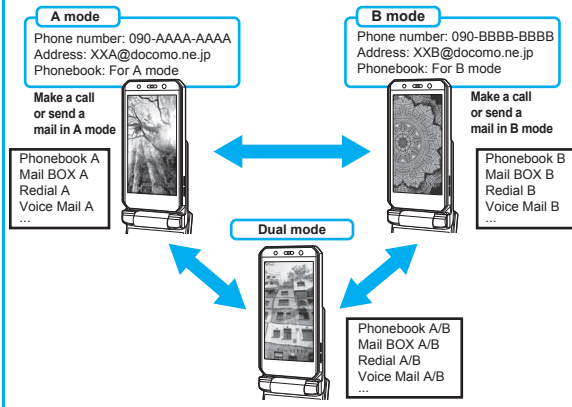 A mode
Phone number: 090-AAAA-AAAA
Address: XXA@docomo.ne.jp
Phonebook: For A mode
Make a call
or send a
mail in A mode
Phonebook A
Mail BOX A
Redial A
Voice Mail A
...
B mode
Phone number: 090-BBBB-BBBB
Address: XXB@docomo.ne.jp
Phonebook: For B mode
Make a call
or send a
mail in B mode
Phonebook B
Mail BOX B
Redial B
Voice Mail B
...
Dual mode
Phonebook A/B
Mail BOX A/B
Redial A/B
Voice Mail A/B
...